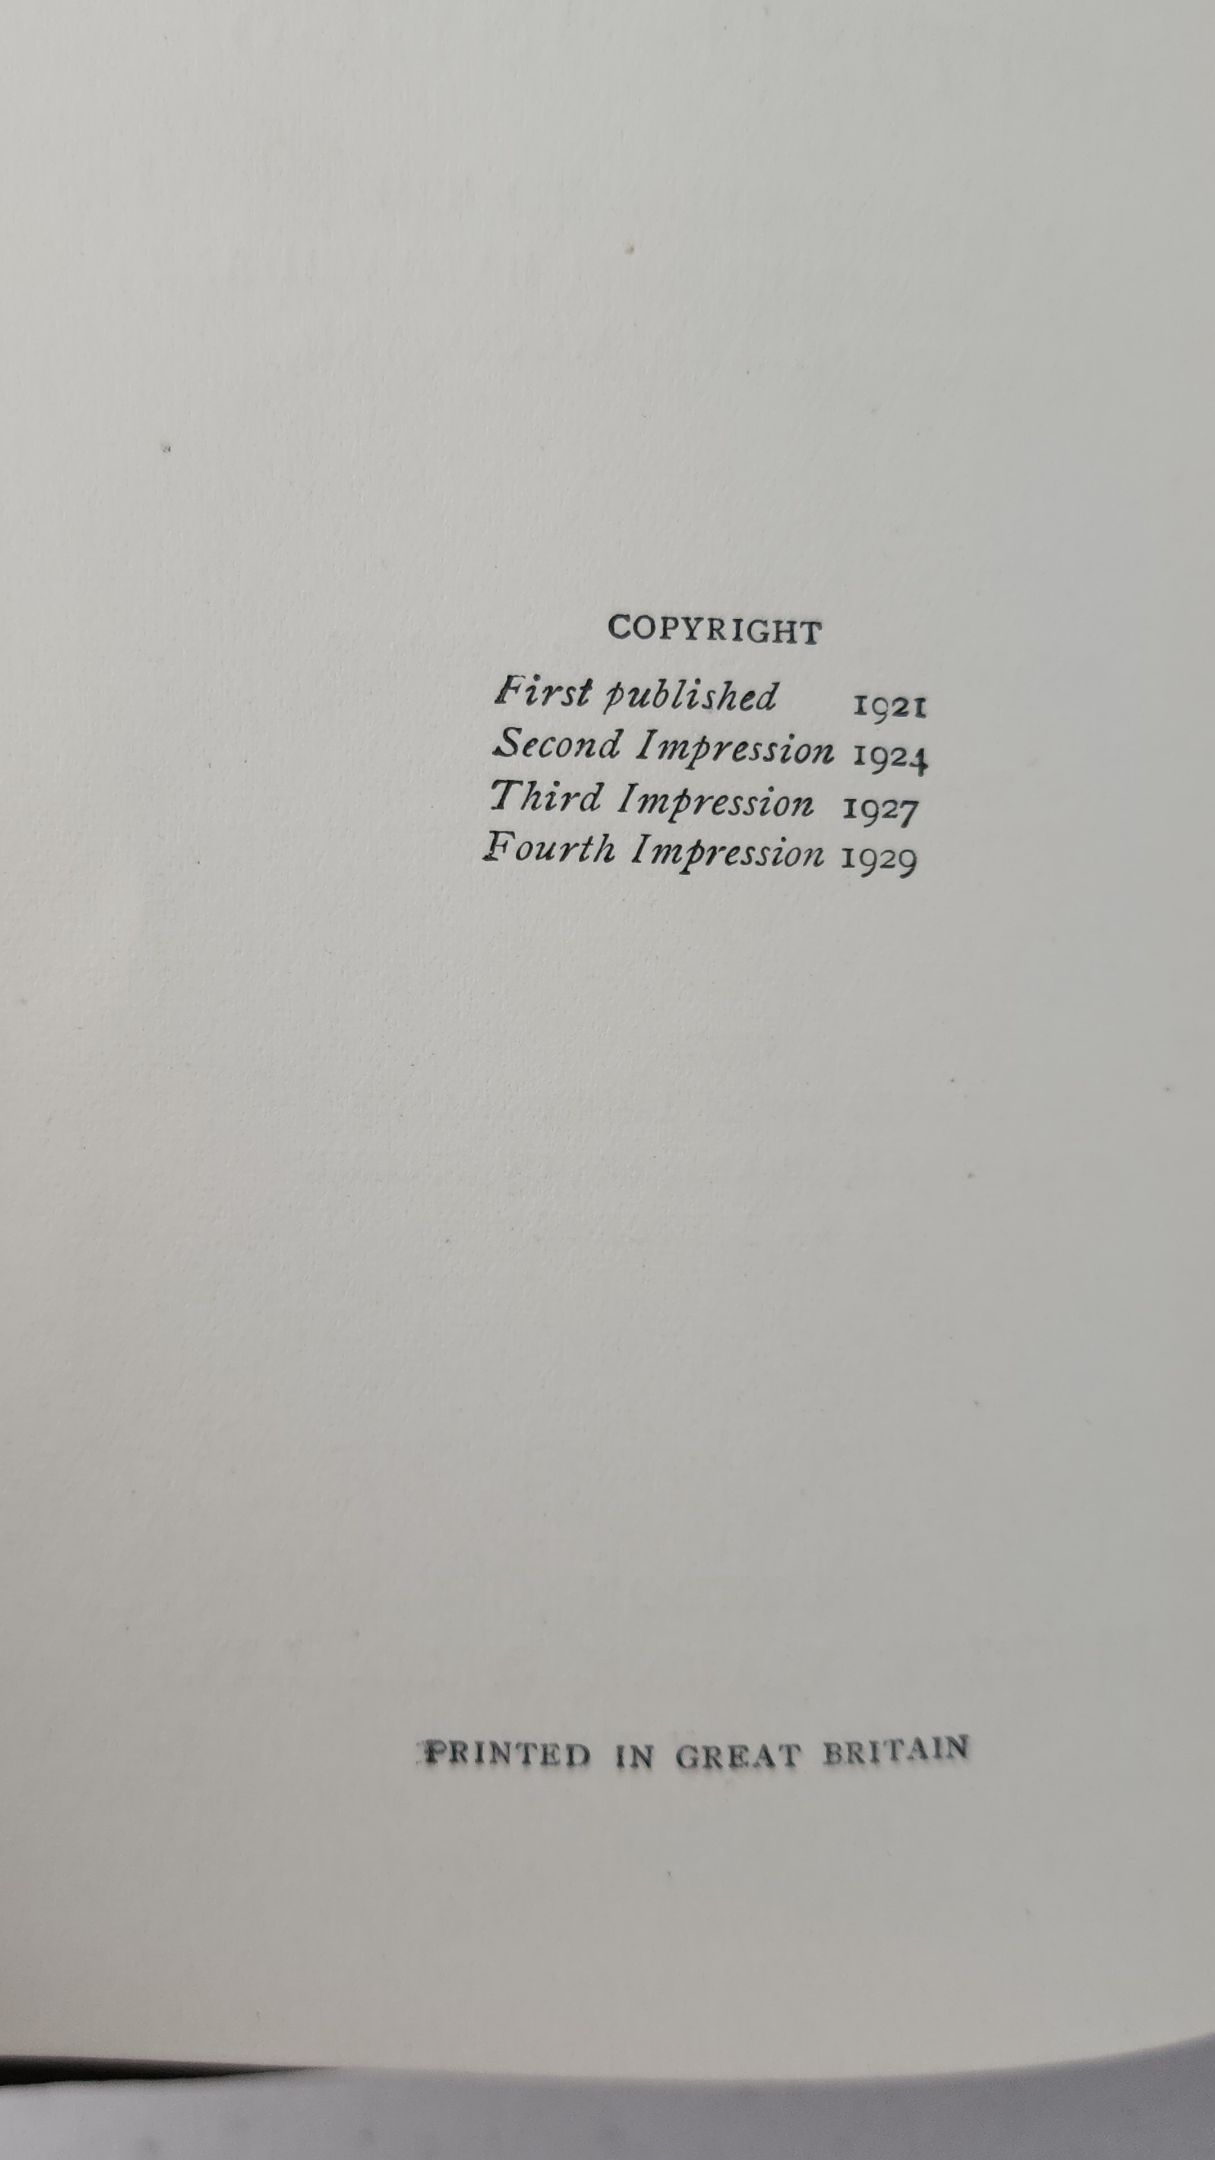 COPYRIGHT
First published 1921
Second Impression 1924
Third Impression 1927
Fourth Impression 1929
PRINTED IN GREAT BRITAIN